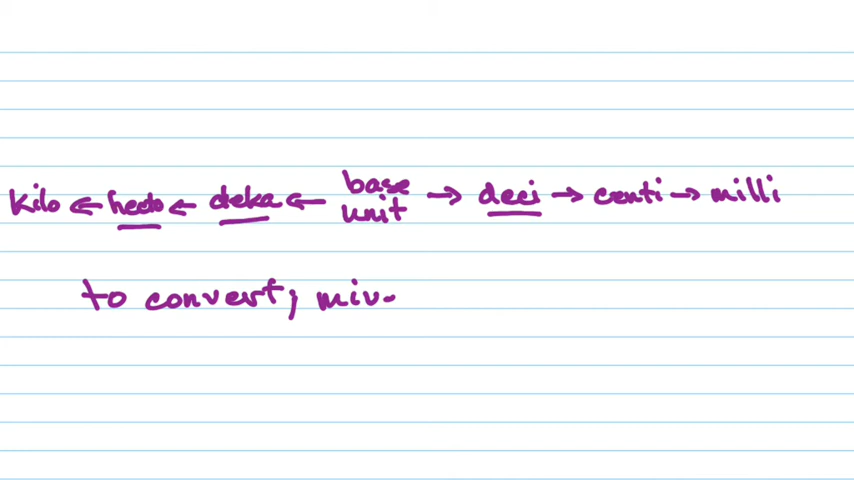 kilo ← hecto ← deka ← base unit → deci → centi → milli
to convert;